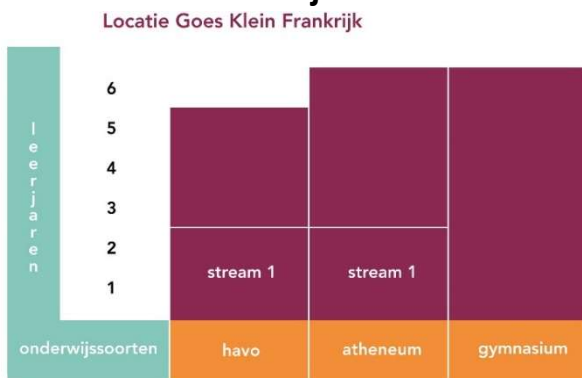 Locatie Goes Klein Frankrijk
leerjaren
6
5
4
3
2
1
stream 1
stream 1
onderwijssoorten
havo
atheneum
gymnasium